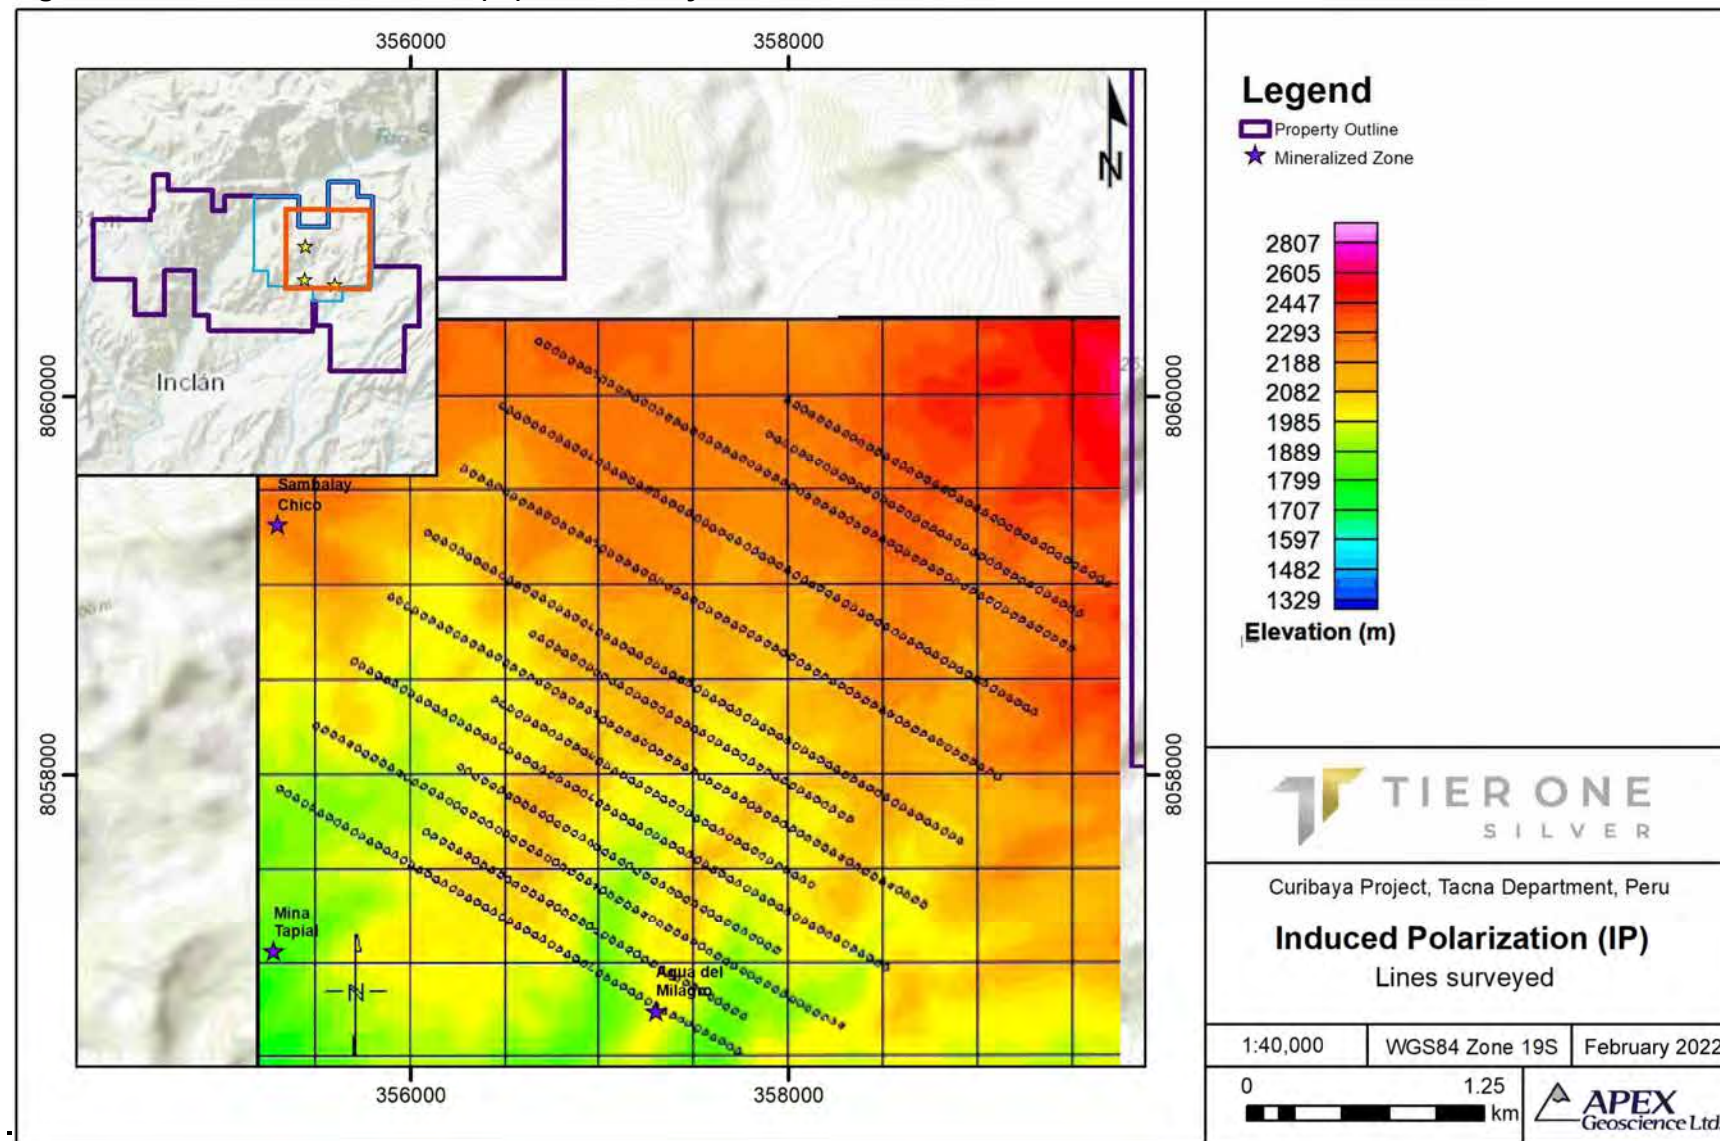 356000
358000
Inclán
8060000
8058000
8060000
8058000
356000
358000
N
Sambalay
Chico
Mina
Tapial
Agua del
Milagro
N
Legend
Property Outline
Mineralized Zone
2807
2605
2447
2293
2188
2082
1985
1889
1799
1707
1597
1482
1329
Elevation (m)
TIER ONE
SILVER
Curibaya Project, Tacna Department, Peru
Induced Polarization (IP)
Lines surveyed
1:40,000
WGS84 Zone 19S
February 2022
0
1.25
km
APEX
Geoscience Ltd.